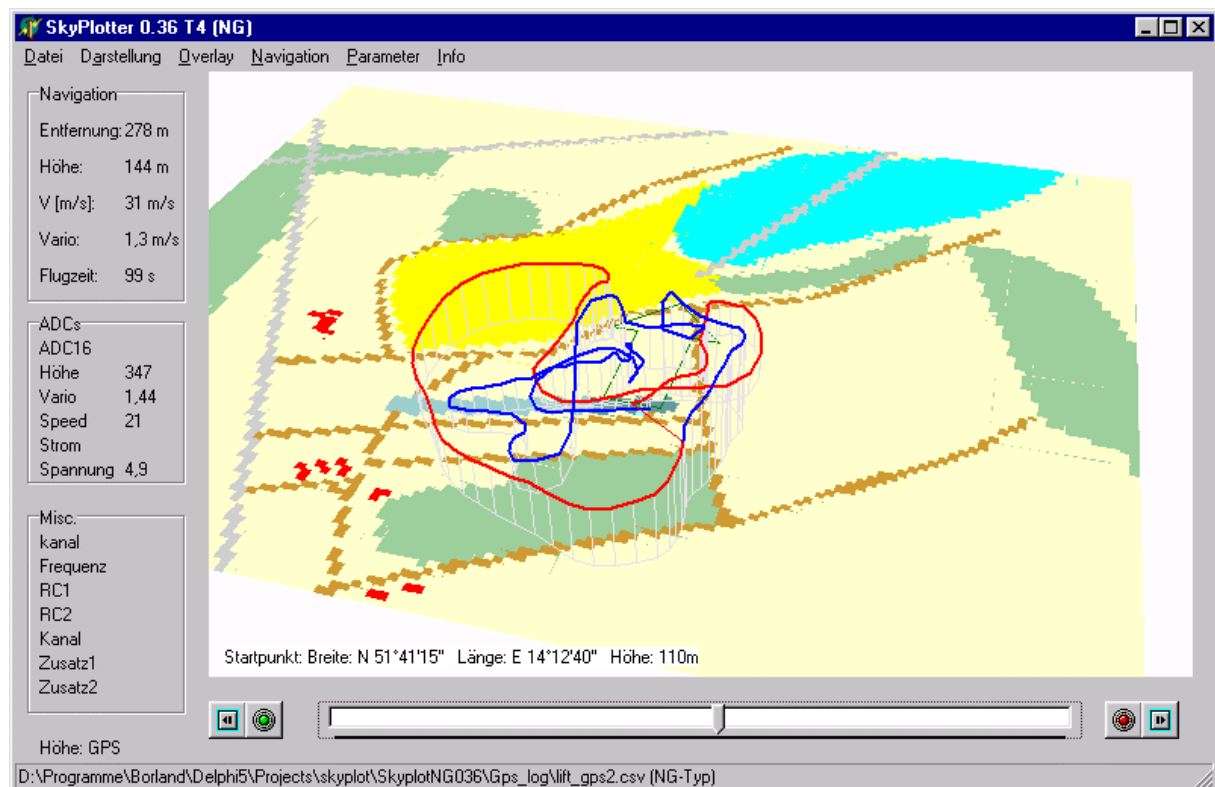 SkyPlotter 0.36 T4 (NG)
Datei Darstellung Overlay Navigation Parameter Info
Navigation
Entfernung: 278 m
Höhe: 144 m
V [m/s]: 31 m/s
Vario: 1,3 m/s
Flugzeit: 99 s
ADCs
ADC16
Höhe 347
Vario 1,44
Speed 21
Strom
Spannung 4,9
Misc.
kanal
Frequenz
RC1
RC2
Kanal
Zusatz1
Zusatz2
Startpunkt: Breite: N 51°41'15" Länge: E 14°12'40" Höhe: 110m
Höhe: GPS
D:\Programme\Borland\Delphi5\Projects\skyplot\SkyplotNG036\Gps_log\lift_gps2.csv (NG-Typ)